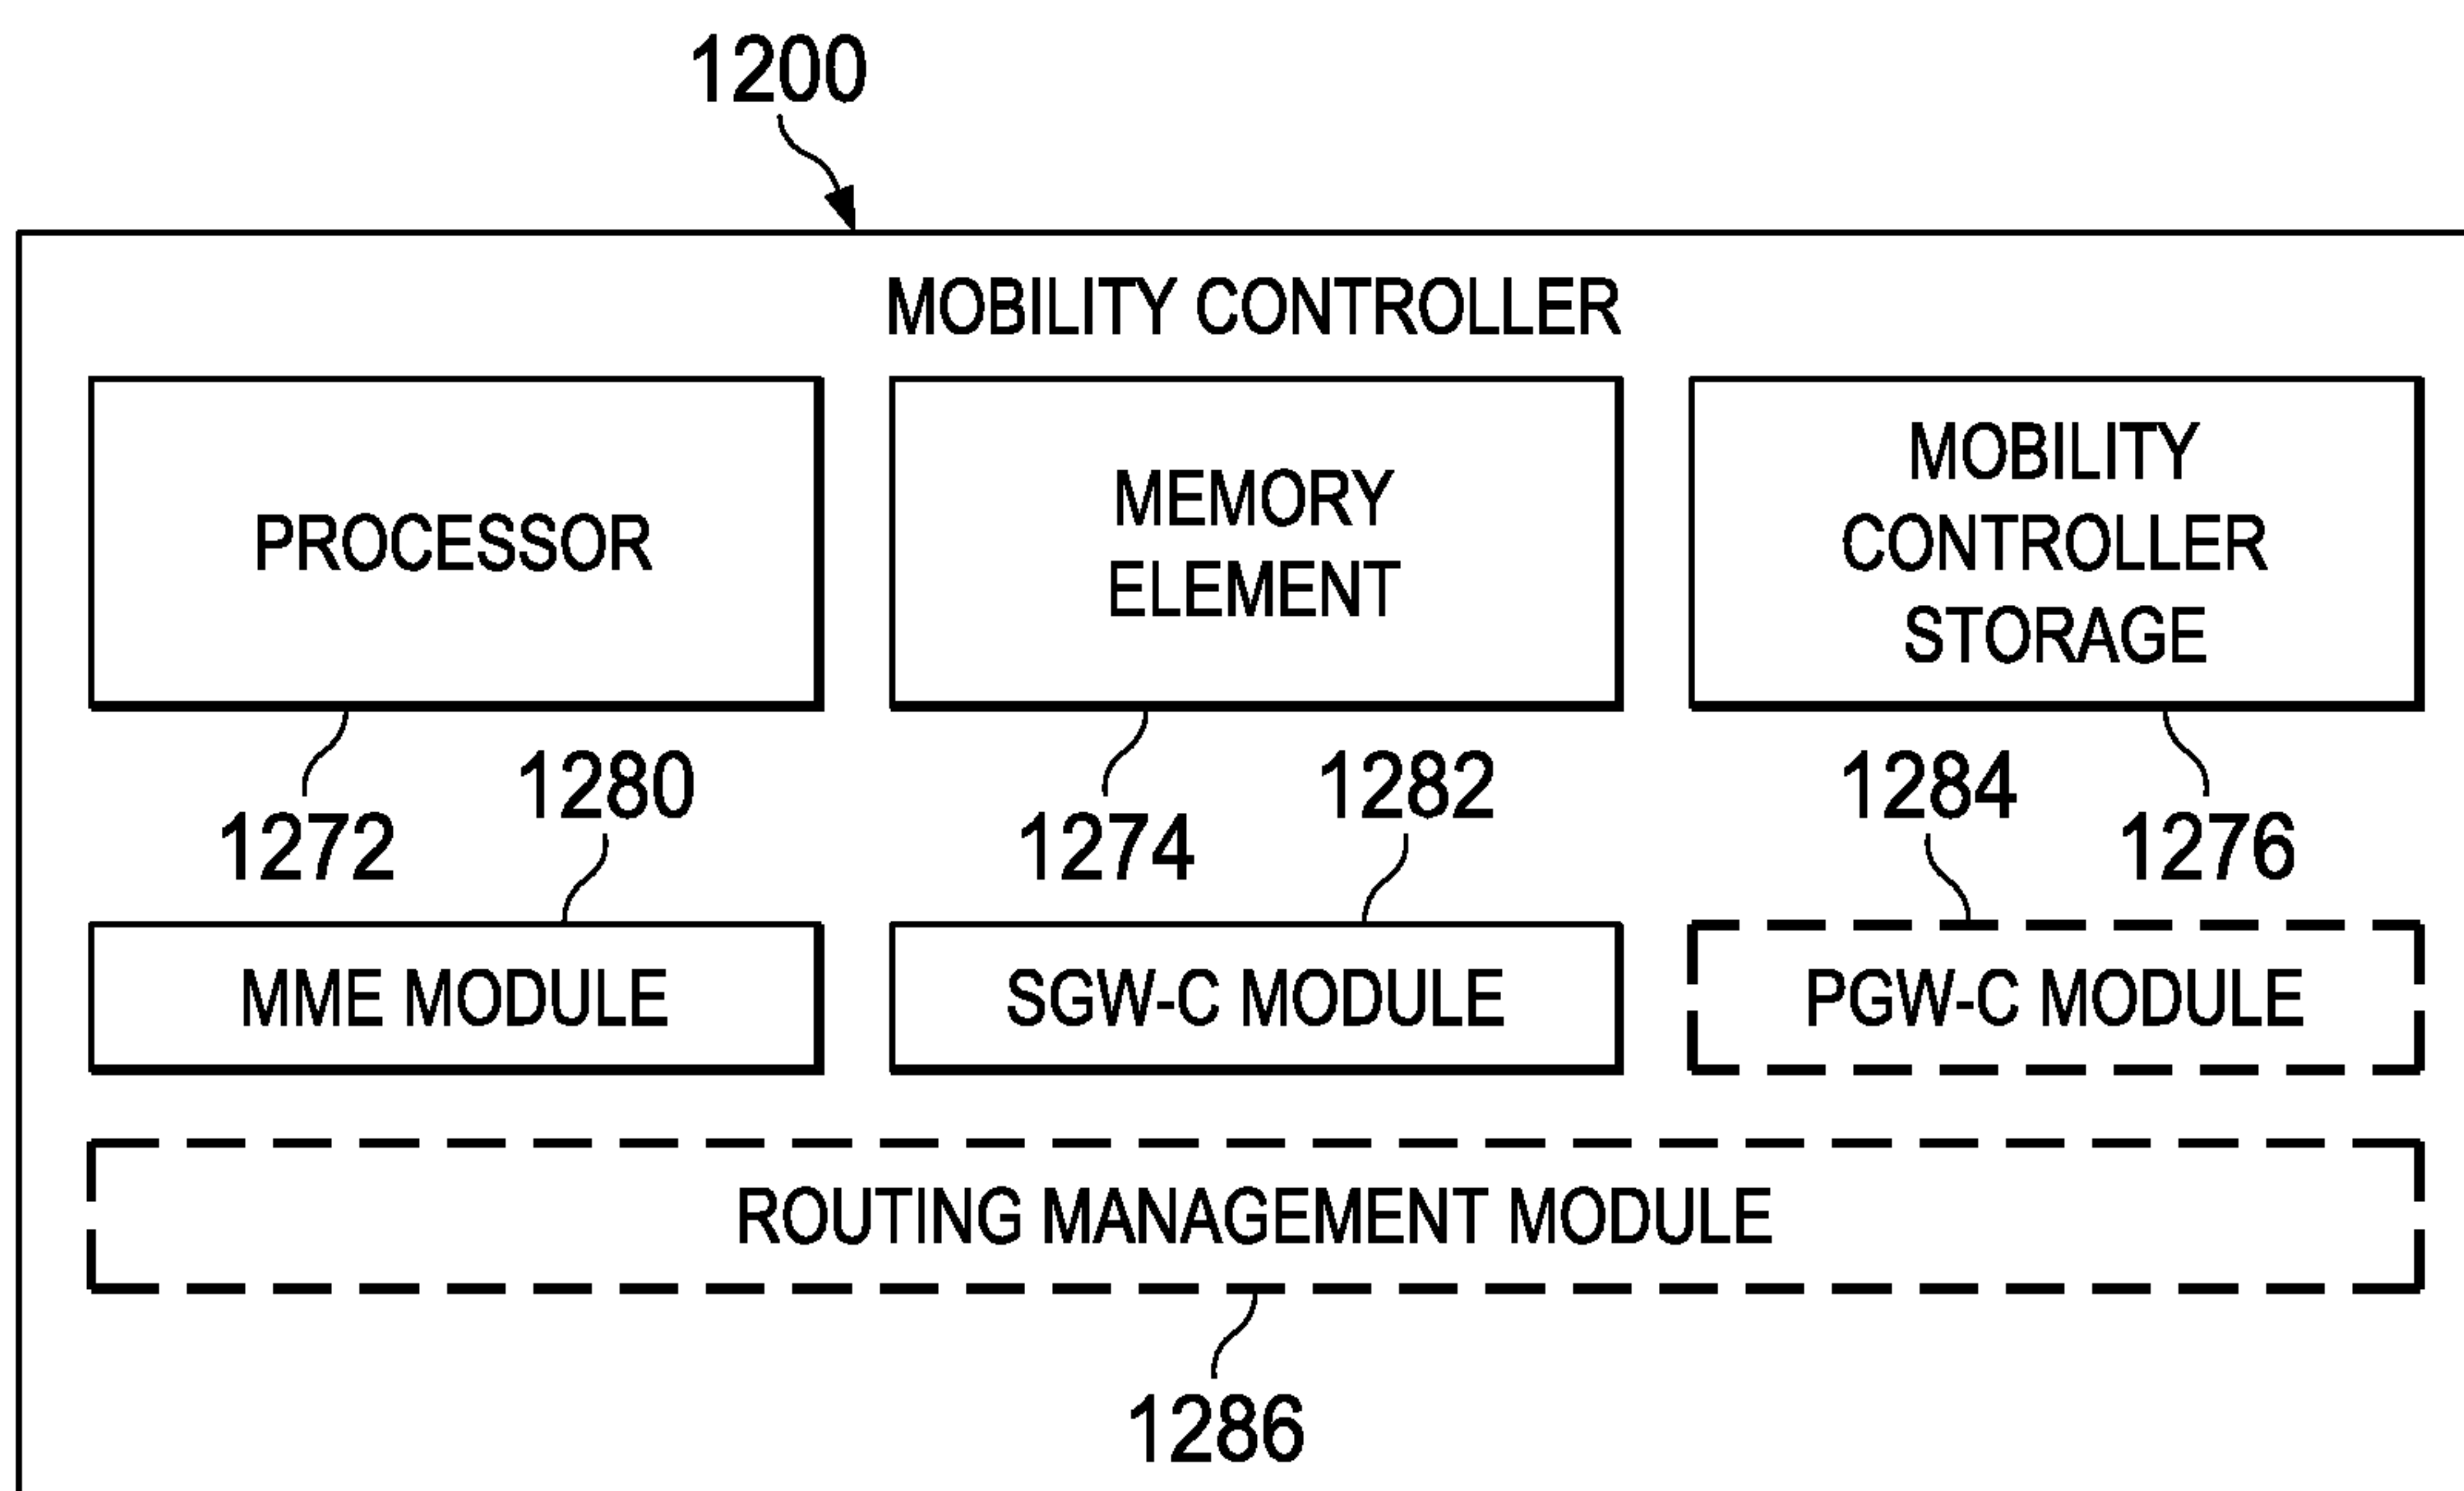 1200
MOBILITY CONTROLLER
PROCESSOR
MEMORY
ELEMENT
MOBILITY
CONTROLLER
STORAGE
1272
1280
1274
1282
1284
1276
MME MODULE
SGW-C MODULE
PGW-C MODULE
ROUTING MANAGEMENT MODULE
1286